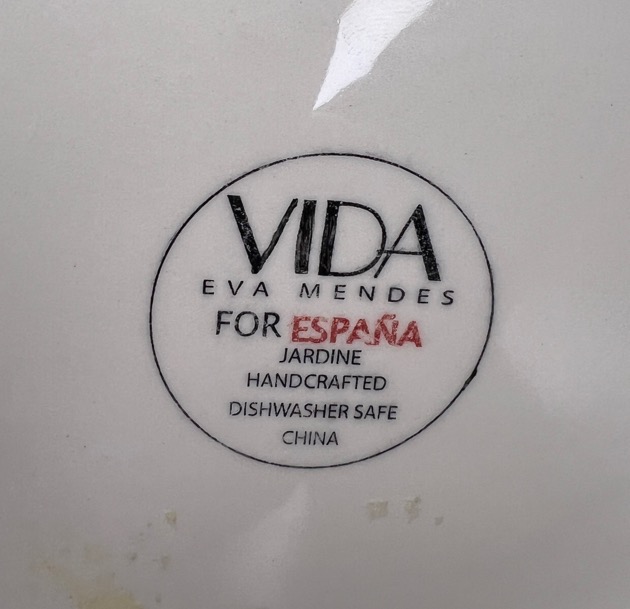 VIDA
EVA MENDES
FOR ESPAÑA
JARDINE
HANDCRAFTED
DISHWASHER SAFE
CHINA